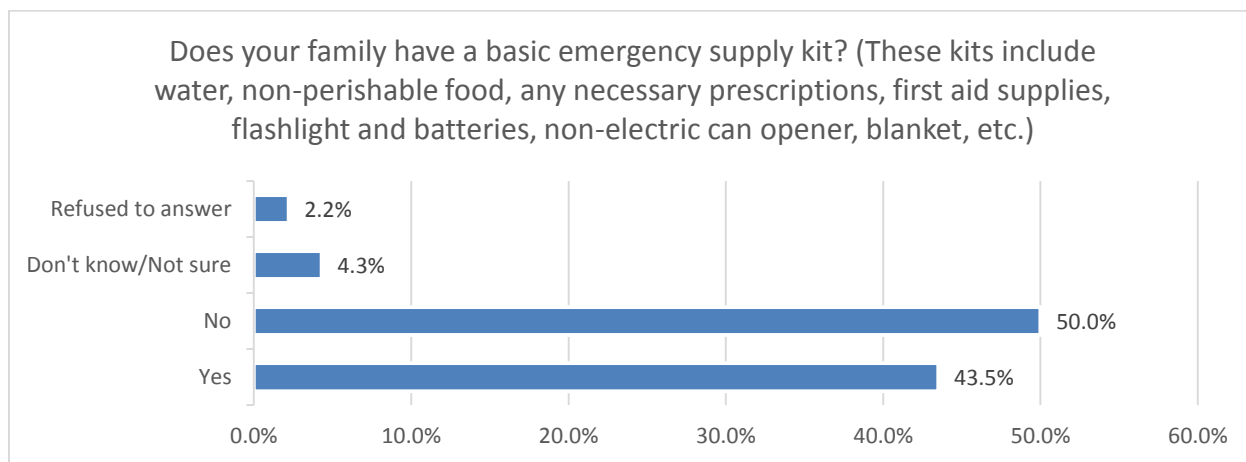 Does your family have a basic emergency supply kit? (These kits include
water, non-perishable food, any necessary prescriptions, first aid supplies,
flashlight and batteries, non-electric can opener, blanket, etc.)
Refused to answer 2.2%
Don't know/Not sure 4.3%
No 50.0%
Yes 43.5%
0.0% 10.0% 20.0% 30.0% 40.0% 50.0% 60.0%